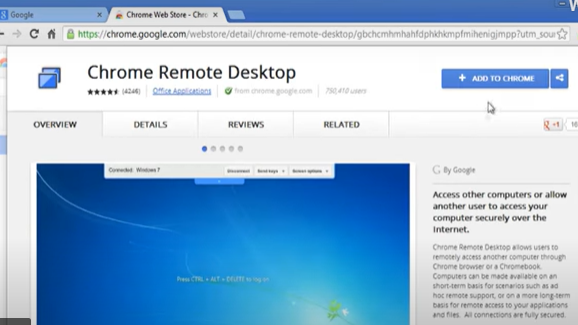 Google
Chrome Web Store - Chro
https://chrome.google.com/webstore/detail/chrome-remote-desktop/gbchcmhmhahfdphkhkmpfmihenigjmpp?utm_sour
Chrome Remote Desktop
(4246)
Office Applications
from chrome.google.com
750,410 users
+ ADD TO CHROME
OVERVIEW
DETAILS
REVIEWS
RELATED
+1
Connected: Windows 7
Disconnect
Send keys
Screen options
Press CTRL + ALT + DELETE to log on
By Google
Access other computers or allow
another user to access your
computer securely over the
Internet.
Chrome Remote Desktop allows users to
remotely access another computer through
Chrome browser or a Chromebook.
Computers can be made available on an
short-term basis for scenarios such as ad
hoc remote support, or on a more long-term
basis for remote access to your applications
and files. All connections are fully secured.